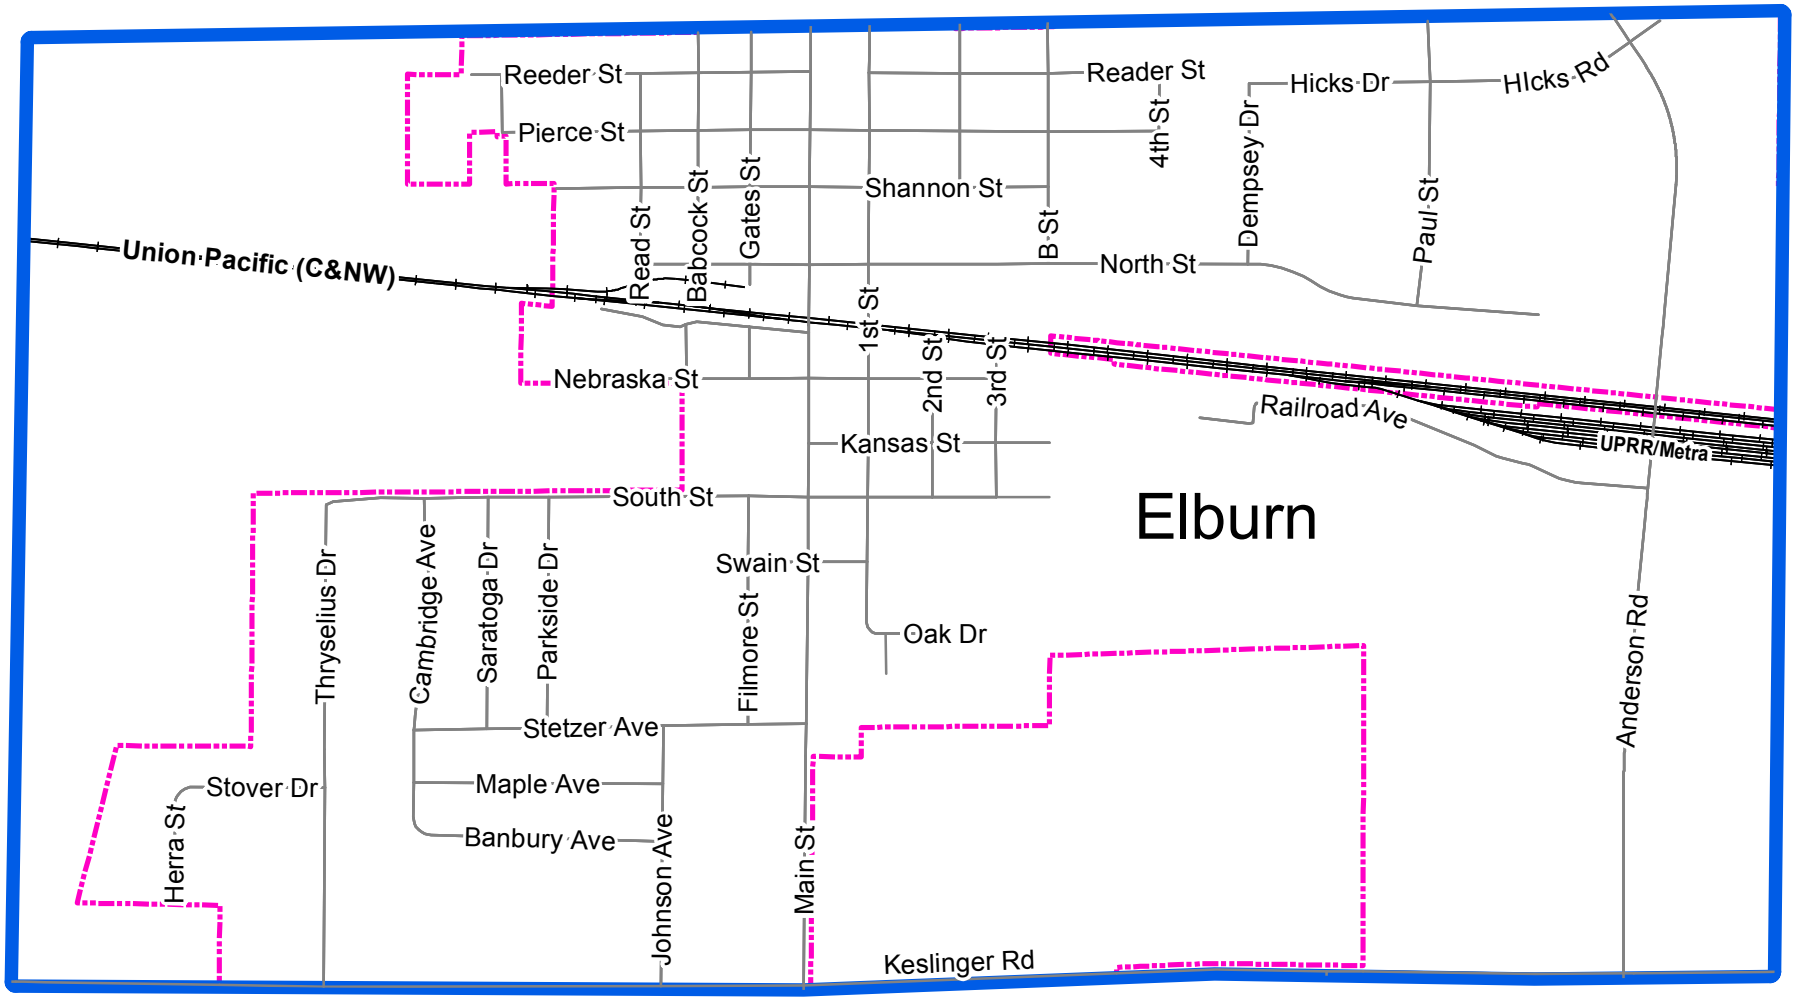 Reeder St
Reader St
Hicks Dr
HIcks Rd
Pierce St
4th St
Dempsey Dr
Shannon St
Read St
Babcock St
Gates St
B St
Paul St
Union Pacific (C&NW)
North St
1st St
2nd St
3rd St
Nebraska St
Railroad Ave
Kansas St
UPRR/Metra
South St
Elburn
Thryselius Dr
Cambridge Ave
Saratoga Dr
Parkside Dr
Swain St
Filmore St
Oak Dr
Anderson Rd
Stetzer Ave
Stover Dr
Maple Ave
Herra St
Banbury Ave
Johnson Ave
Main St
Keslinger Rd